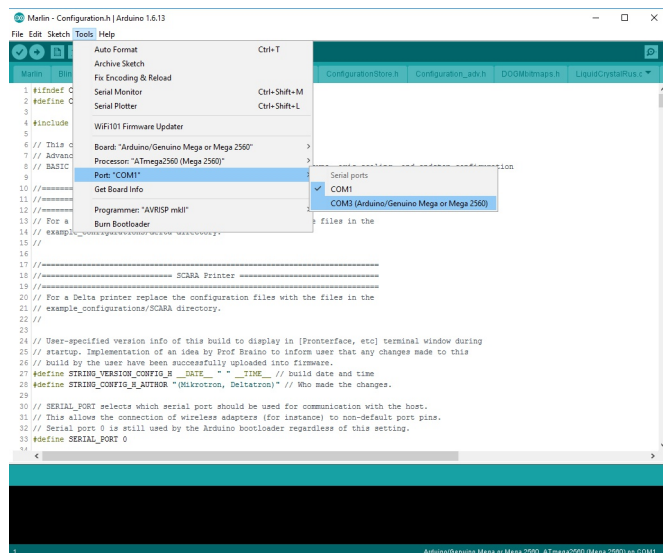 Marlin - Configuration.h | Arduino 1.6.13
File Edit Sketch Tools Help
Marlin
ConfigurationStore.h
Configuration_adv.h
DOGMbitmaps.h
LiquidCrystalRus.c
Auto Format Ctrl+T
Archive Sketch
Fix Encoding & Reload
Serial Monitor Ctrl+Shift+M
Serial Plotter Ctrl+Shift+L
WiFi101 Firmware Updater
Board: "Arduino/Genuino Mega or Mega 2560"
Processor: "ATmega2560 (Mega 2560)"
Port: "COM1"
Get Board Info
Programmer: "AVRISP mkII"
Burn Bootloader
Serial ports
COM1
COM3 (Arduino/Genuino Mega or Mega 2560)
1 #ifndef C
2 #define C
3
4 #include
5
6 // This c
7 // Advanc
8 // BASIC
9
10 //=======
11 //=======
12 //=======
13 // For a files in the
14 // directory.
15 //
16
17 //===========================================================================
18 //============================= SCARA Printer ===============================
19 //===========================================================================
20 // For a Delta printer replace the configuration files with the files in the
21 // example_configurations/SCARA directory.
22 //
23
24 // User-specified version info of this build to display in [Pronterface, etc] terminal window during
25 // startup. Implementation of an idea by Prof Braino to inform user that any changes made to this
26 // build by the user have been successfully uploaded into firmware.
27 #define STRING_VERSION_CONFIG_H __DATE__ " " __TIME__ // build date and time
28 #define STRING_CONFIG_H_AUTHOR "(Mikrotron, Deltatron)" // Who made the changes.
29
30 // SERIAL_PORT selects which serial port should be used for communication with the host.
31 // This allows the connection of wireless adapters (for instance) to non-default port pins.
32 // Serial port 0 is still used by the Arduino bootloader regardless of this setting.
33 #define SERIAL_PORT 0
1
Arduino/Genuino Mega or Mega 2560, ATmega2560 (Mega 2560) on COM1